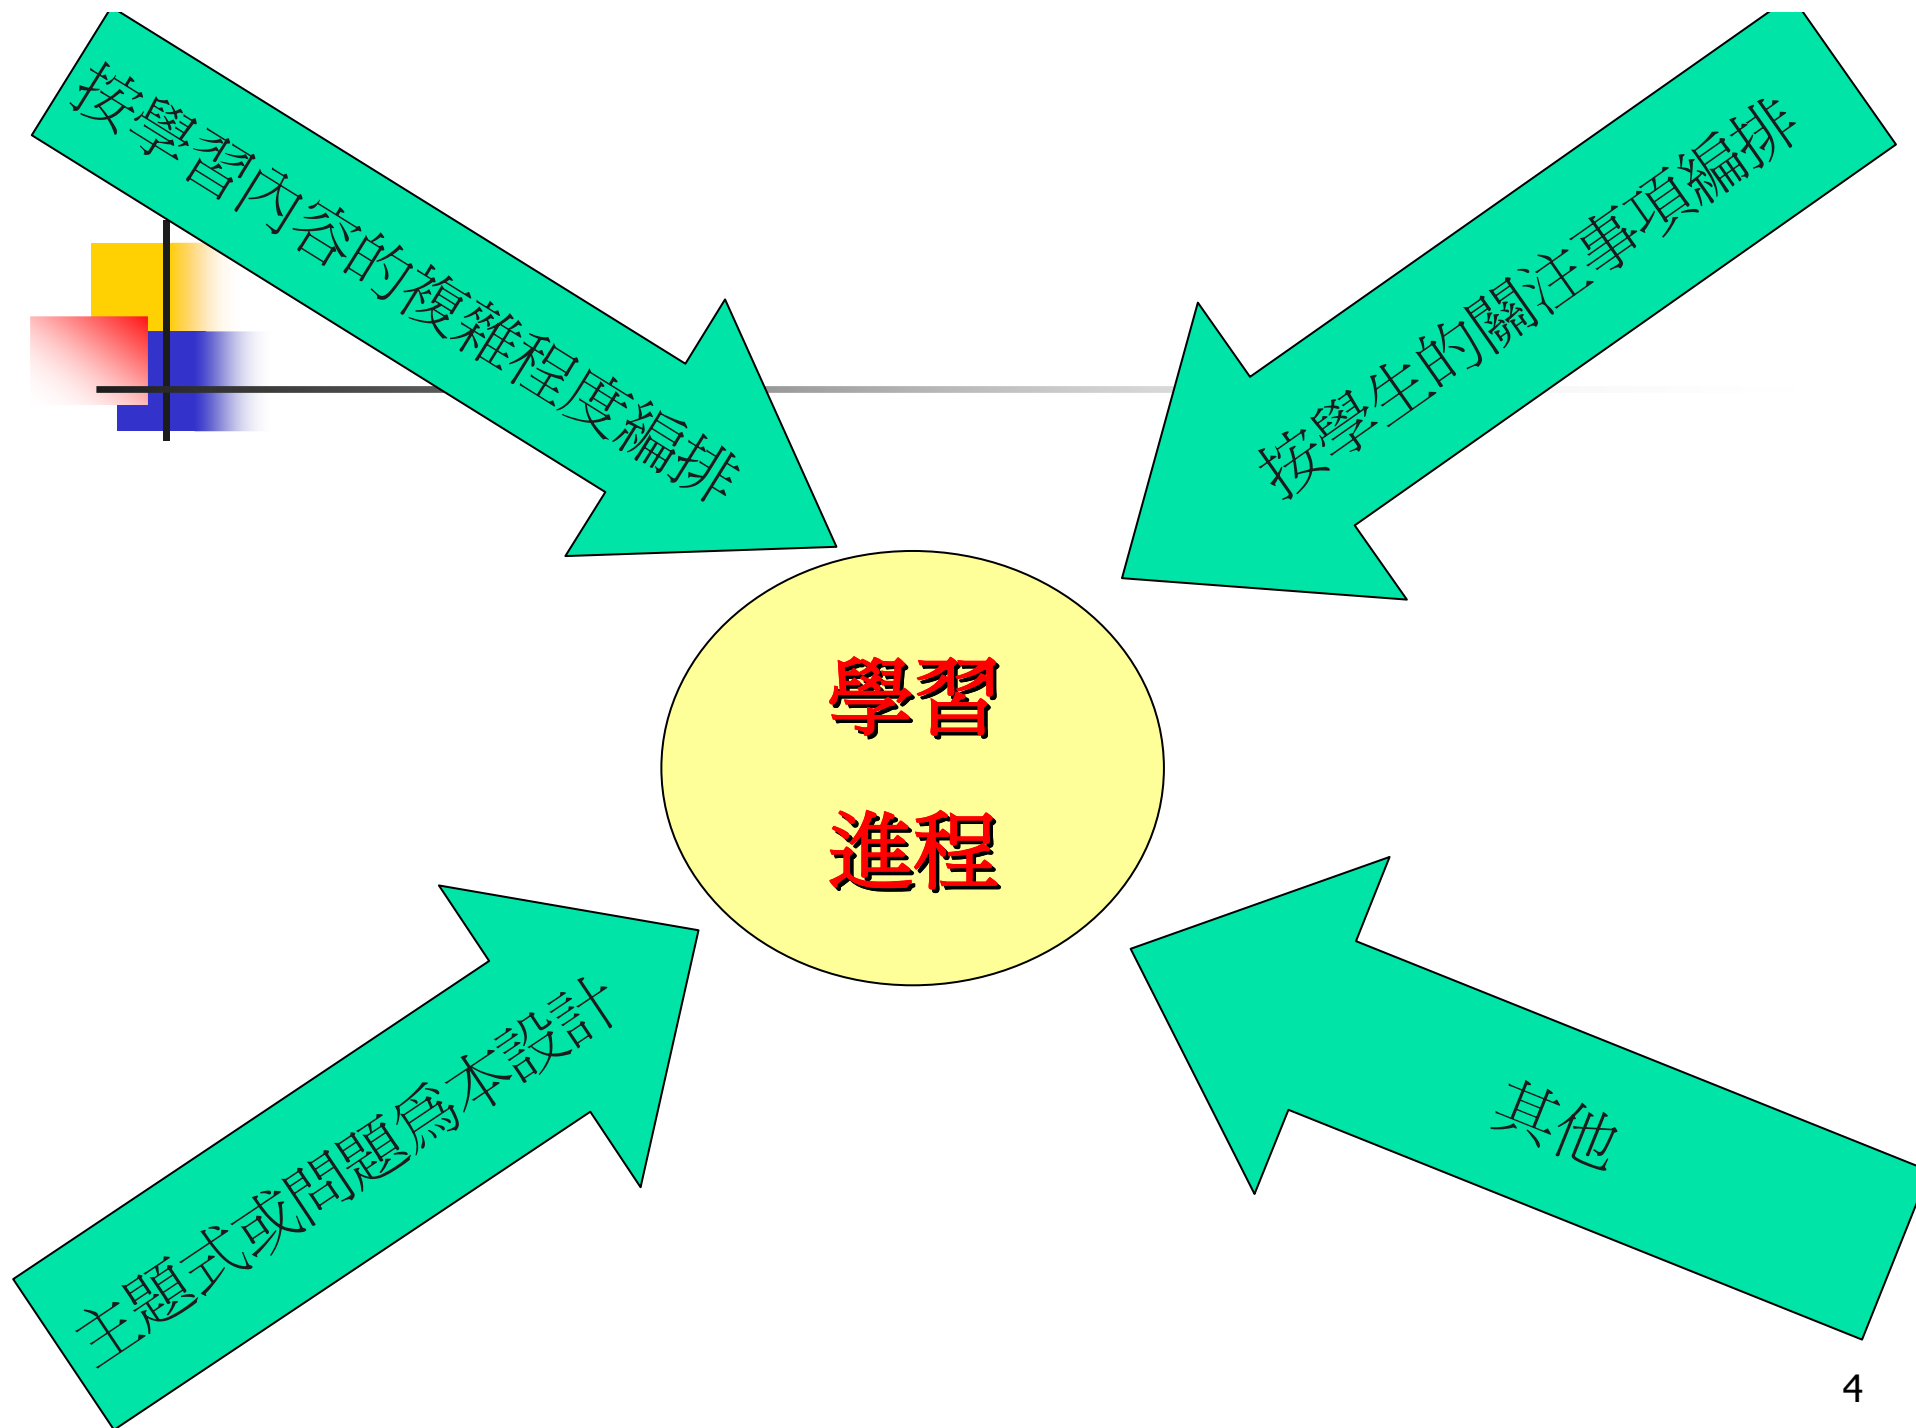 按學習內容的複雜程度編排
按學生的關注事項編排
學習
進程
主題式或問題爲本設計
其他
4